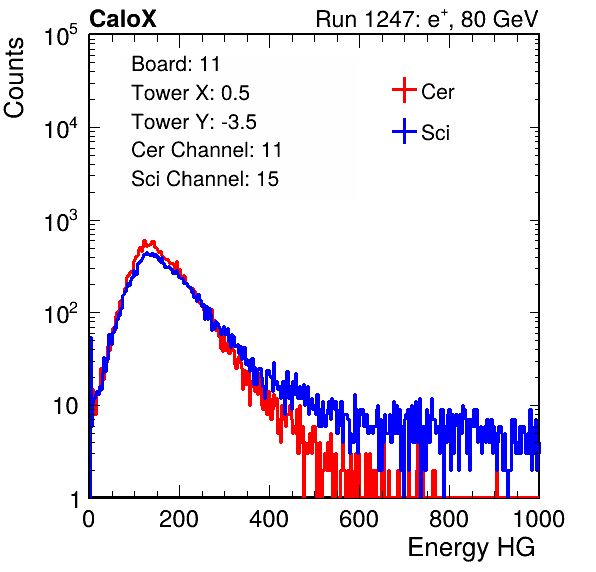 CaloX Run 1247: e⁺, 80 GeV
Counts
Board: 11
Tower X: 0.5
Tower Y: -3.5
Cer Channel: 11
Sci Channel: 15
Cer
Sci
10⁵
10⁴
10³
10²
10
1
0 200 400 600 800 1000
Energy HG